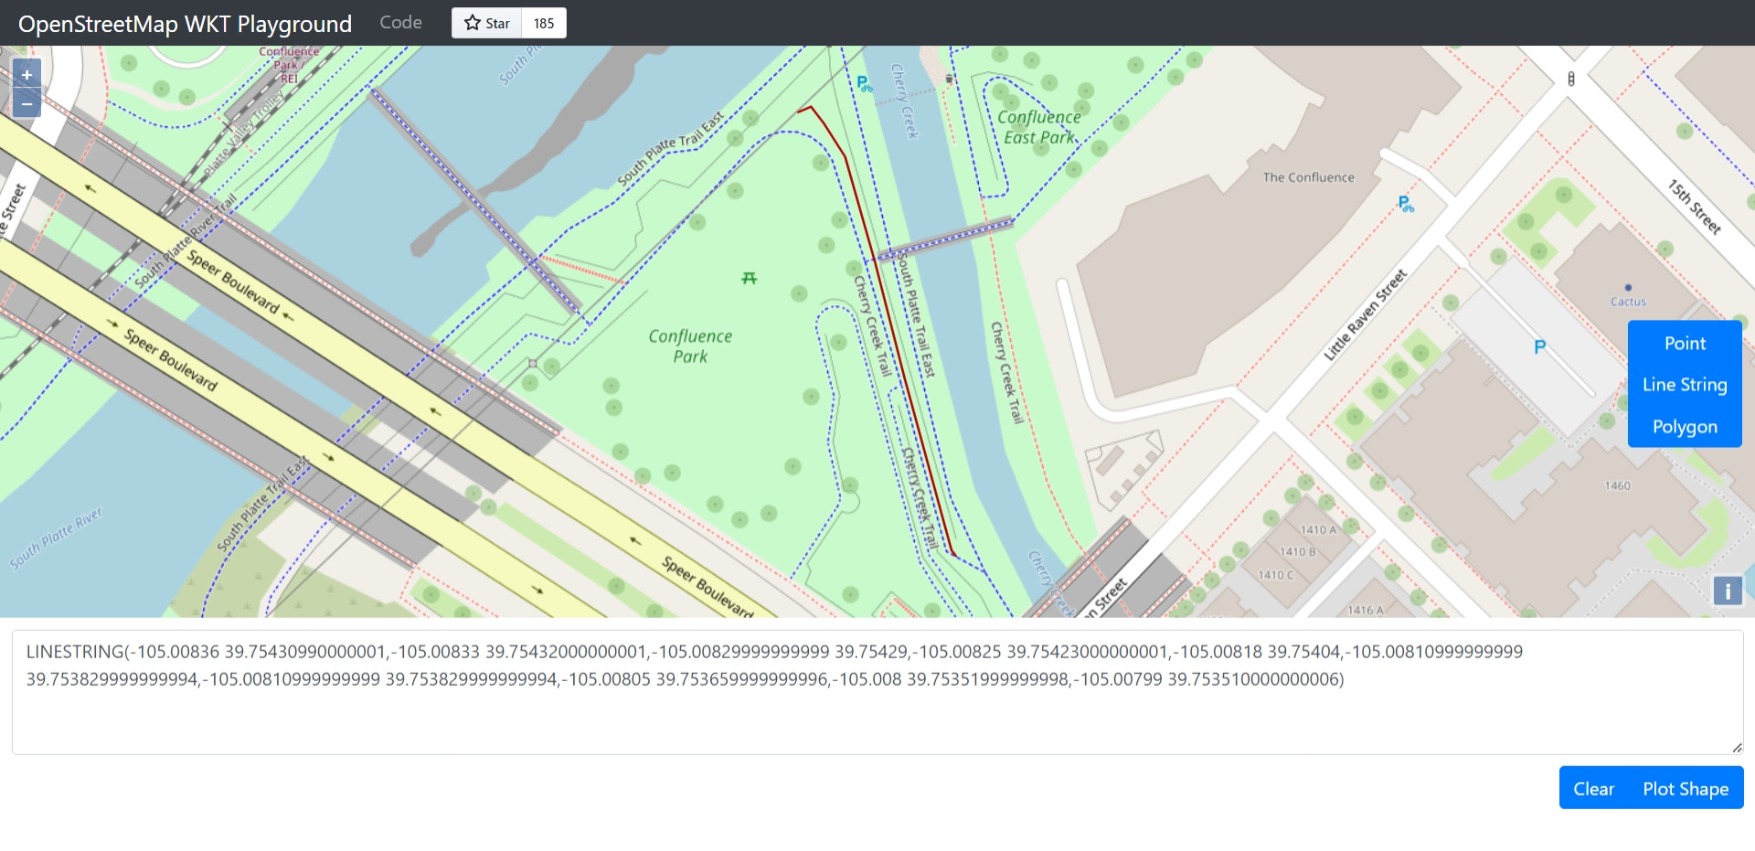 OpenStreetMap WKT Playground
Code
Star
185
+
−
Confluence
Park /
REI
Platte Valley Trolley
South Platte River Trail
Speer Boulevard
Speer Boulevard
South Platte Trail East
South Platte River
South Platte Trail East
Confluence
Park
Cherry Creek
Confluence
East Park
South Platte Trail East
Cherry Creek Trail
Cherry Creek Trail
Cherry Creek Trail
Speer Boulevard
The Confluence
15th Street
Little Raven Street
Cactus
P
1460
1410 A
1410 B
1410 C
1416 A
Street
Point
Line String
Polygon
i
LINESTRING(-105.00836 39.75430990000001,-105.00833 39.75432000000001,-105.00829999999999 39.75429,-105.00825 39.75423000000001,-105.00818 39.75404,-105.00810999999999
39.753829999999994,-105.00810999999999 39.753829999999994,-105.00805 39.753659999999996,-105.008 39.75351999999998,-105.00799 39.753510000000006)
Clear
Plot Shape